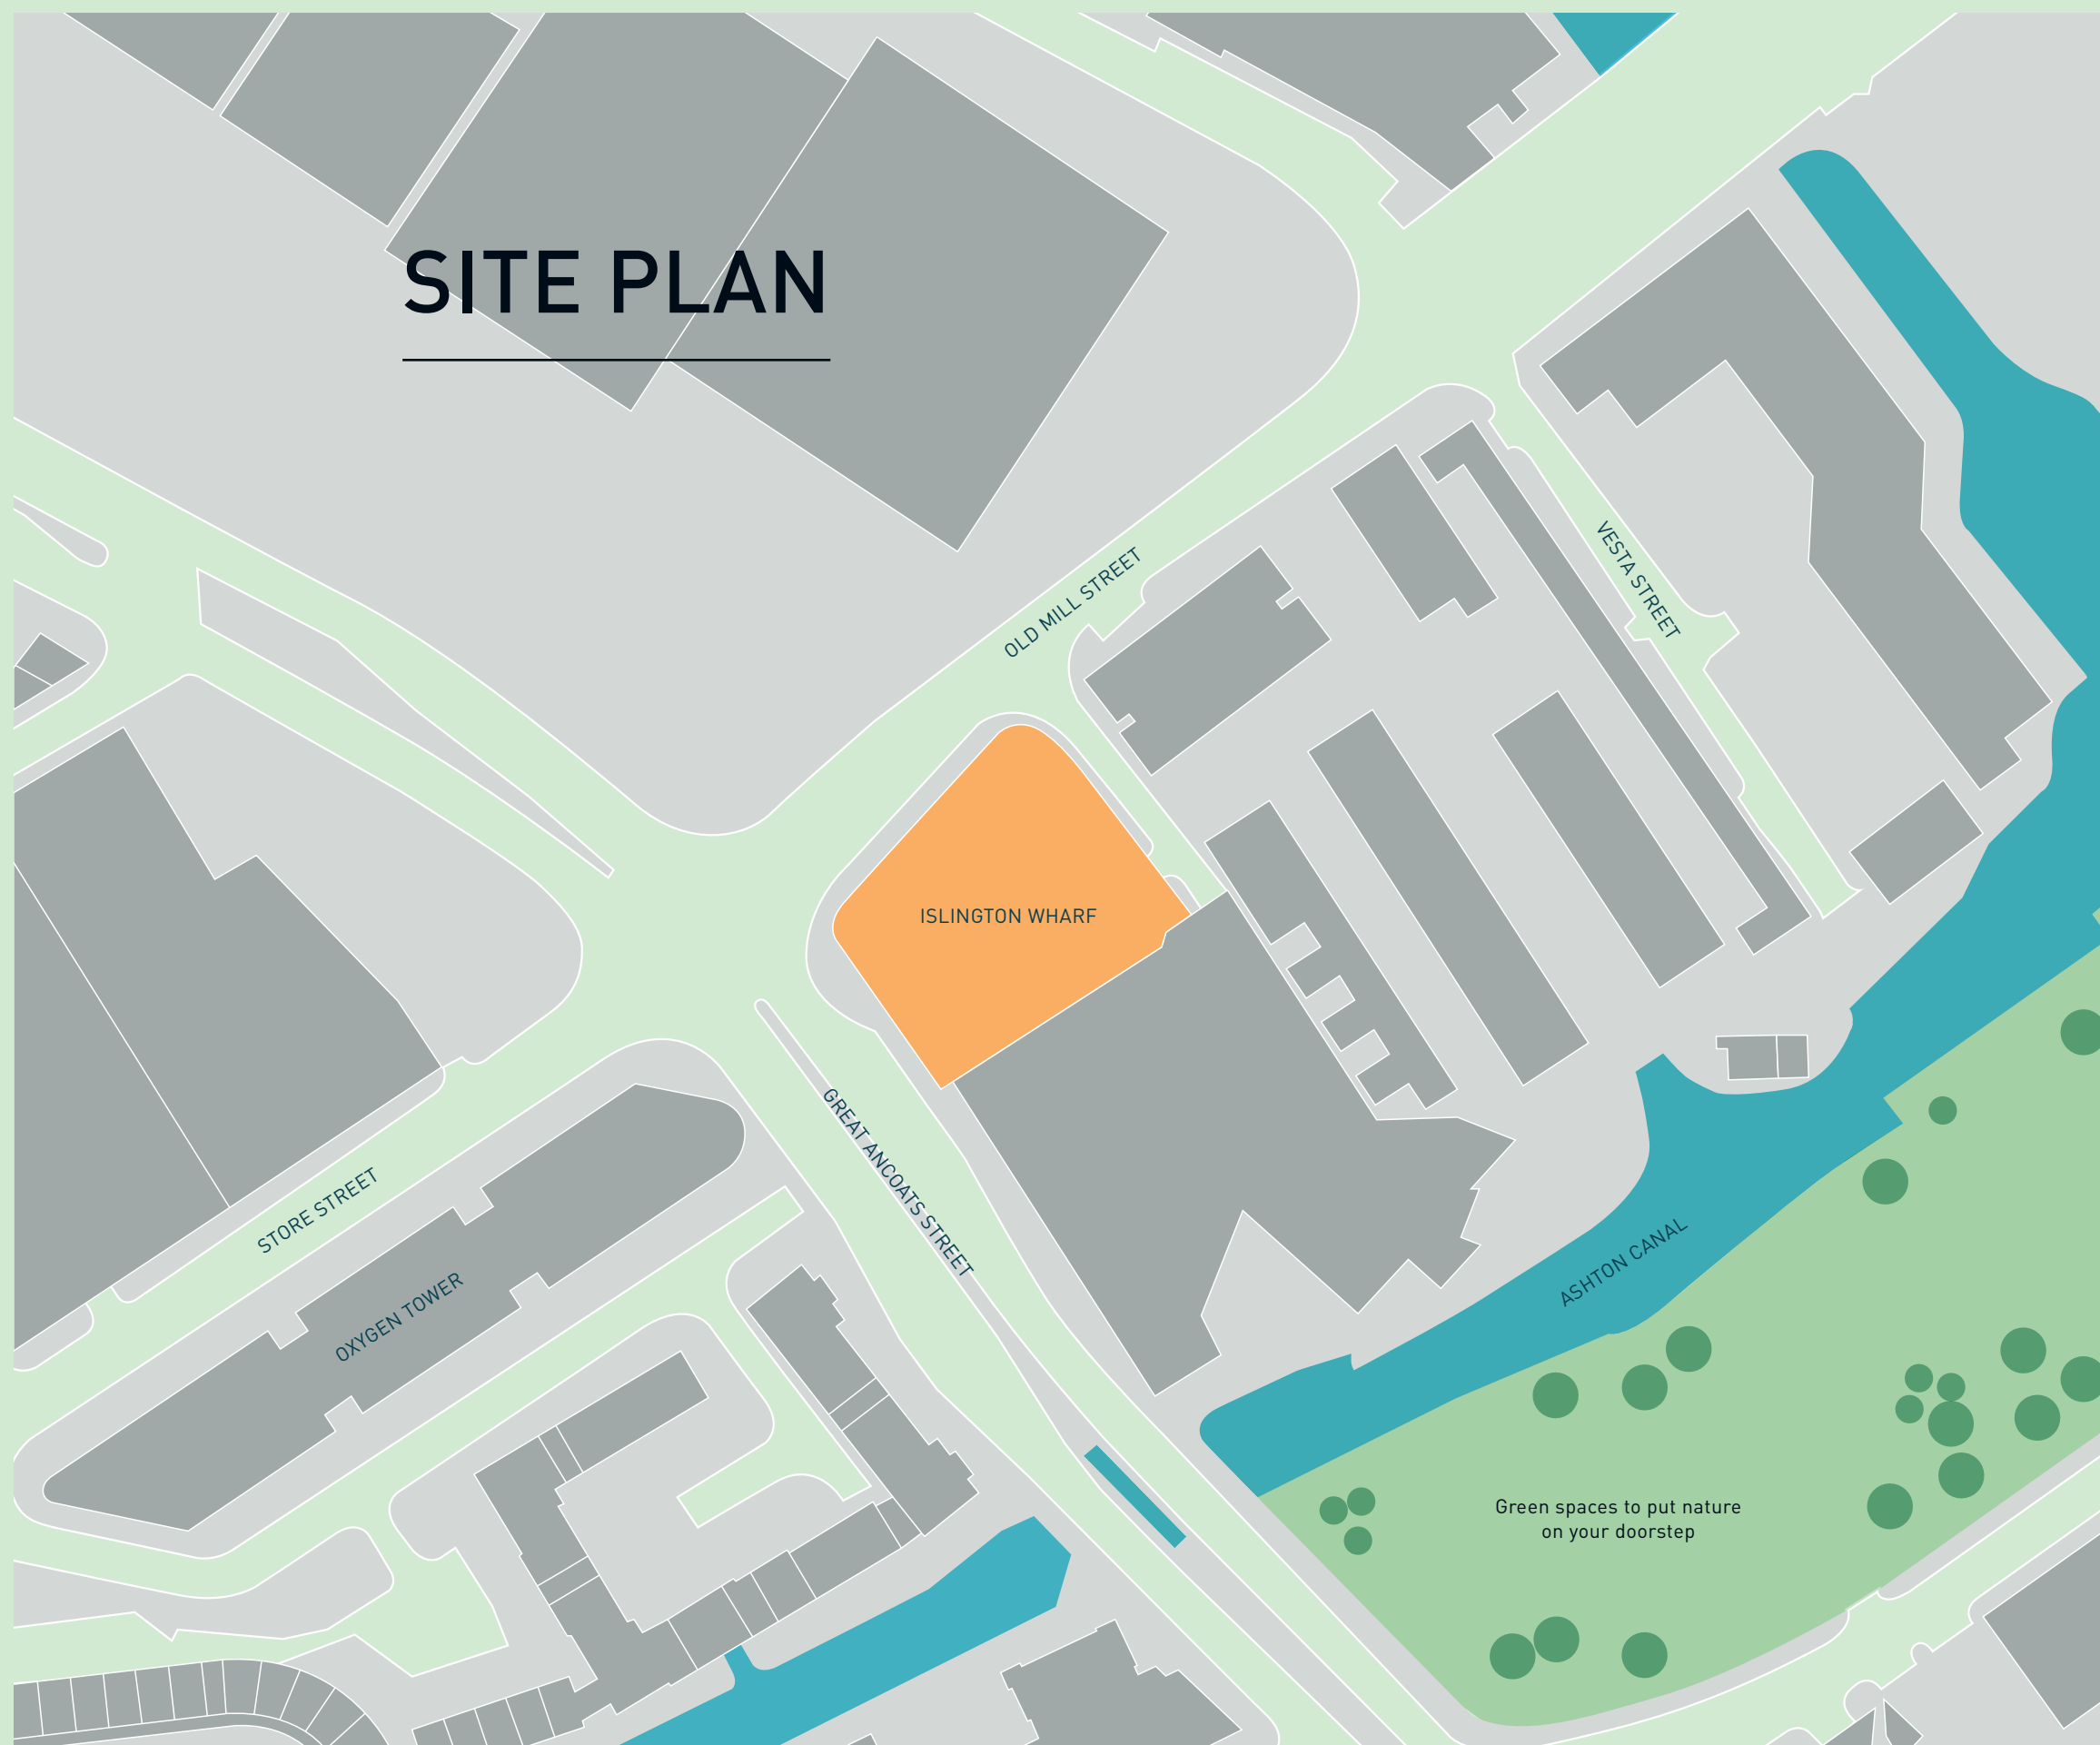 SITE PLAN
OLD MILL STREET
VESTA STREET
ISLINGTON WHARF
GREAT ANCOATS STREET
STORE STREET
OXYGEN TOWER
ASHTON CANAL
Green spaces to put nature
on your doorstep